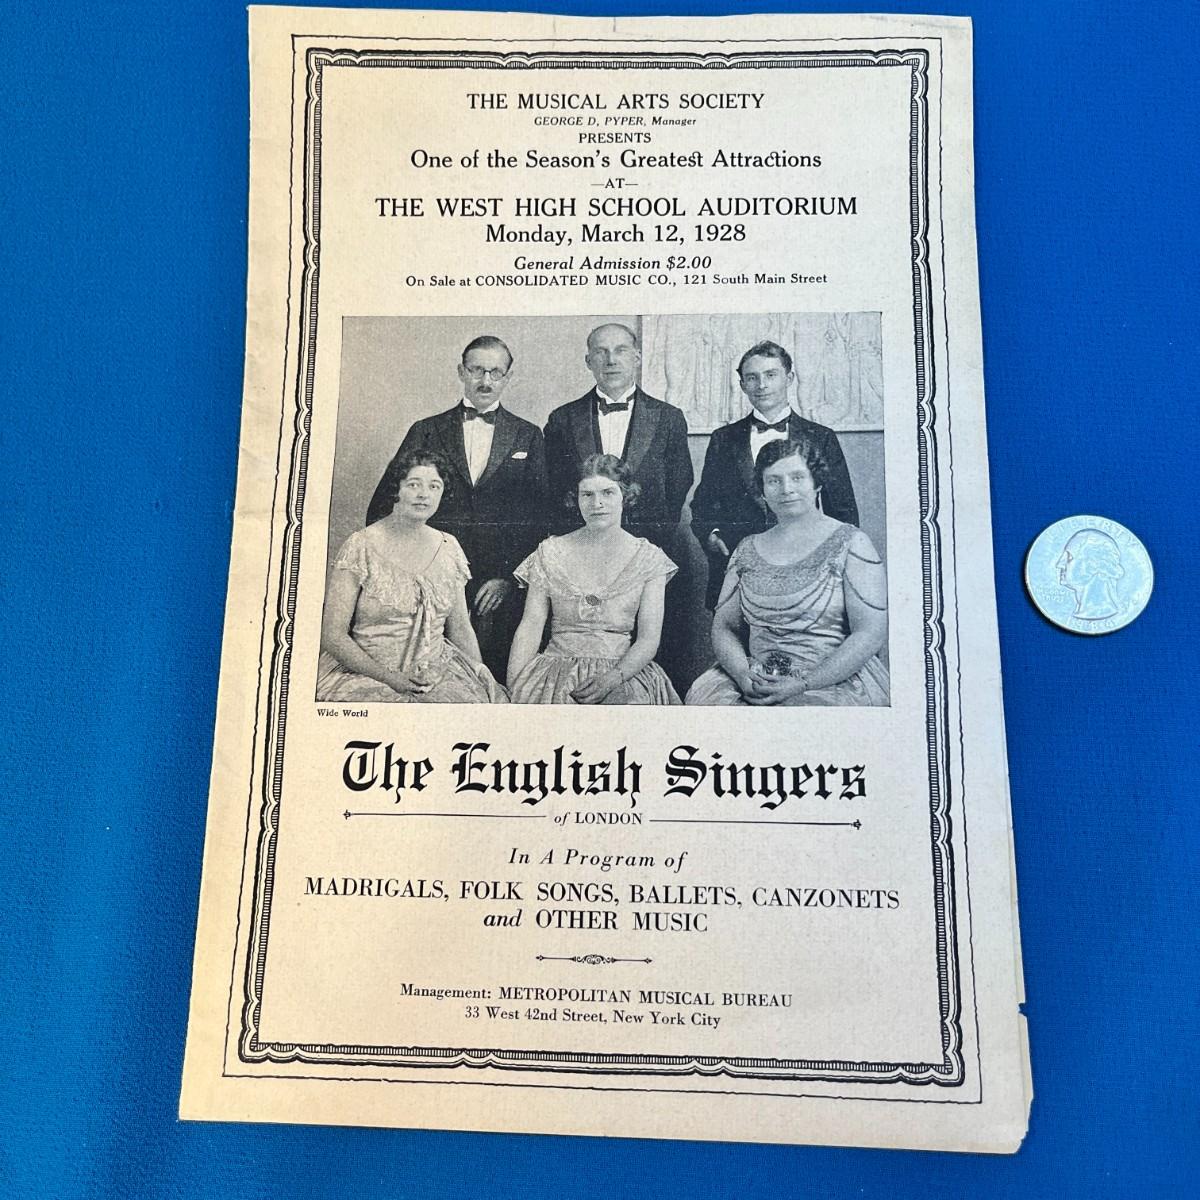 THE MUSICAL ARTS SOCIETY
GEORGE D. PYPER, Manager
PRESENTS
One of the Season's Greatest Attractions
—AT—
THE WEST HIGH SCHOOL AUDITORIUM
Monday, March 12, 1928
General Admission $2.00
On Sale at CONSOLIDATED MUSIC CO., 121 South Main Street
Wide World
The English Singers
of LONDON
In A Program of
MADRIGALS, FOLK SONGS, BALLETS, CANZONETS
and OTHER MUSIC
Management: METROPOLITAN MUSICAL BUREAU
33 West 42nd Street, New York City
LIBERTY